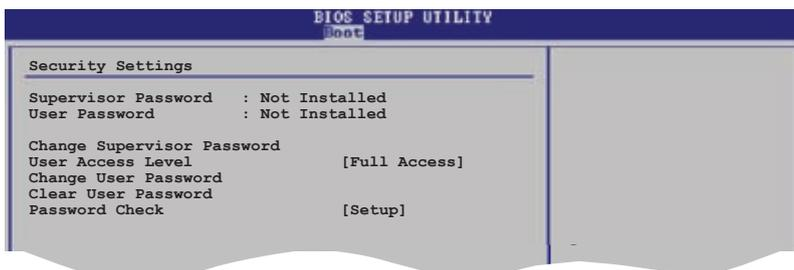 BIOS SETUP UTILITY
Boot
Security Settings
Supervisor Password : Not Installed
User Password : Not Installed
Change Supervisor Password
User Access Level [Full Access]
Change User Password
Clear User Password
Password Check [Setup]